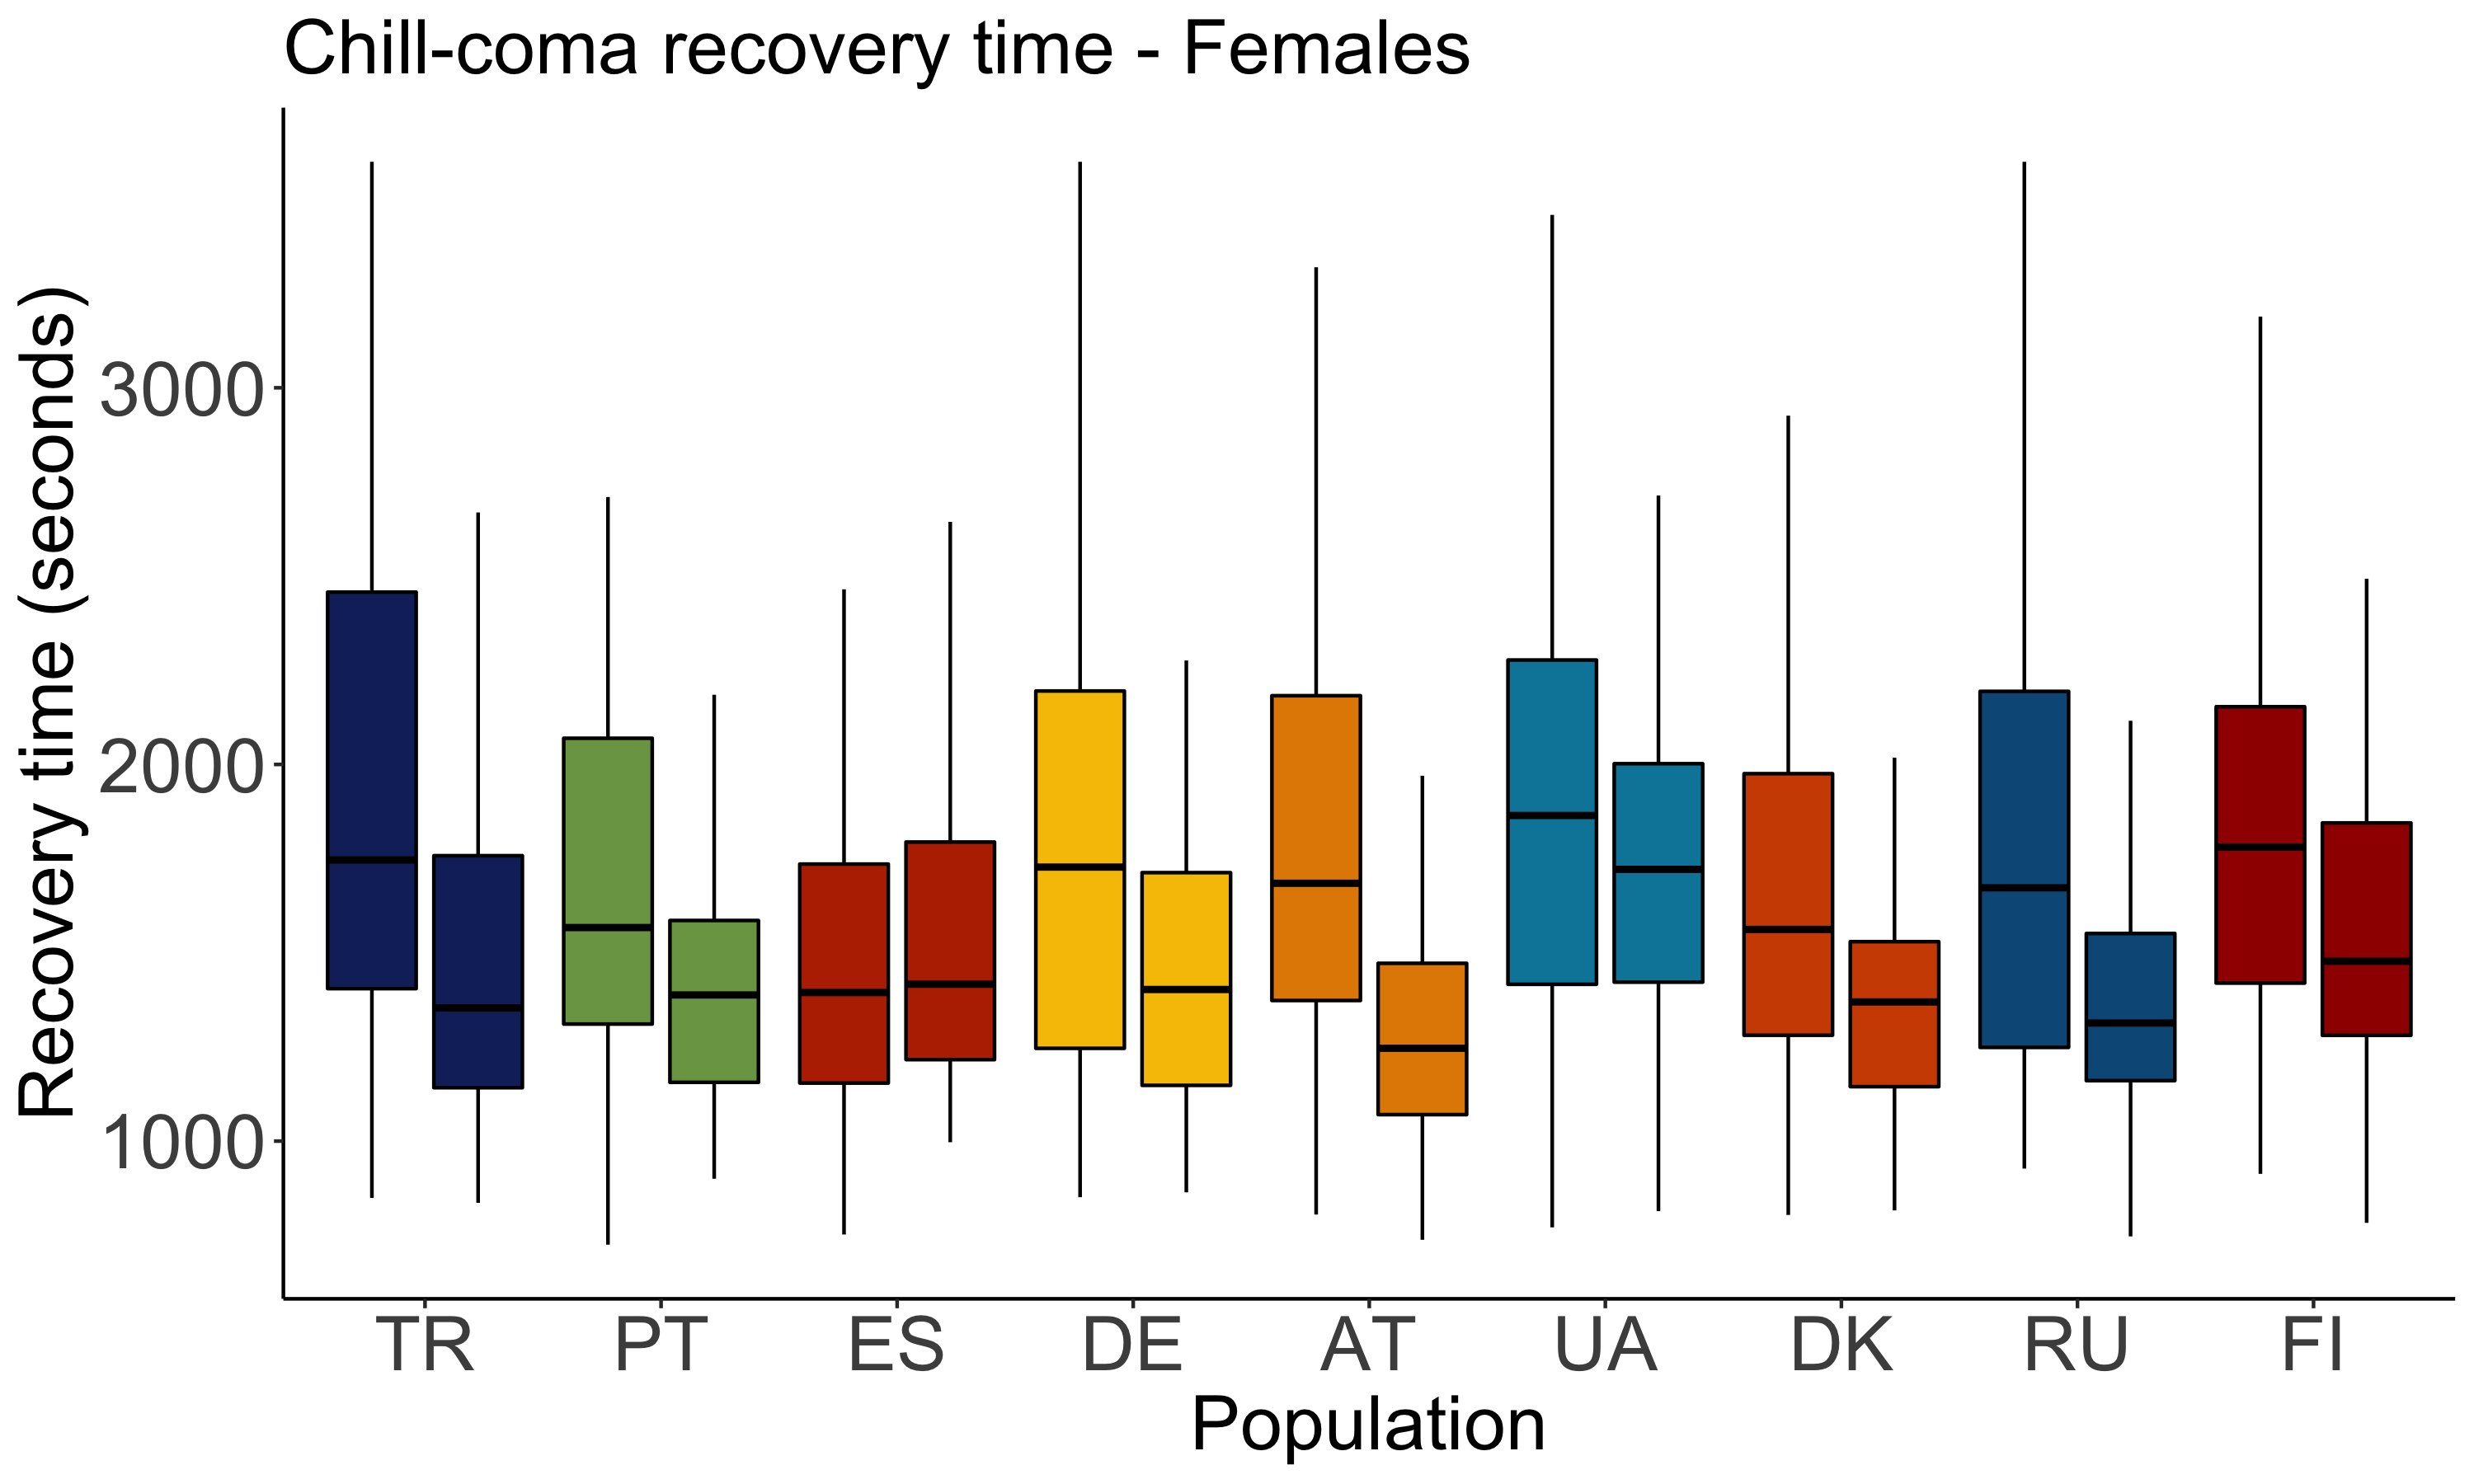 Chill-coma recovery time - Females
Recovery time (seconds)
3000
2000
1000
TR PT ES DE AT UA DK RU FI
Population